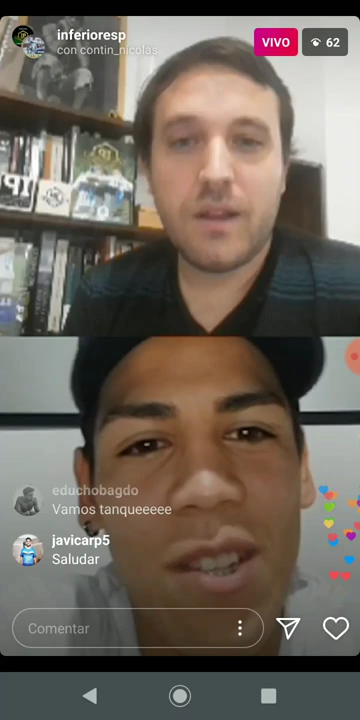 inferioresp
con contin_nicolas
VIVO
62
educhobagdo
Vamos tanqueeeee
javicarp5
Saludar
Comentar